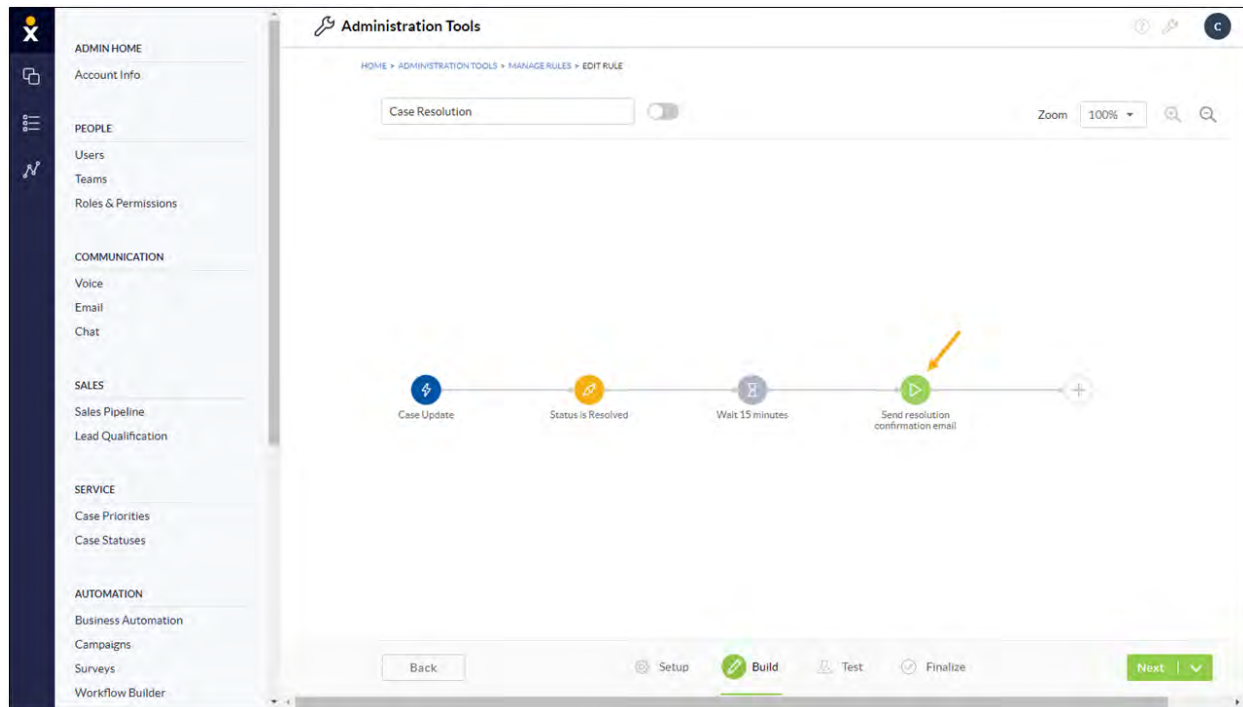 Administration Tools
C
ADMIN HOME
Account Info
PEOPLE
Users
Teams
Roles & Permissions
COMMUNICATION
Voice
Email
Chat
SALES
Sales Pipeline
Lead Qualification
SERVICE
Case Priorities
Case Statuses
AUTOMATION
Business Automation
Campaigns
Surveys
Workflow Builder
HOME > ADMINISTRATION TOOLS > MANAGE RULES > EDIT RULE
Case Resolution
Zoom 100%
Case Update
Status is Resolved
Wait 15 minutes
Send resolution
confirmation email
Back
Setup
Build
Test
Finalize
Next